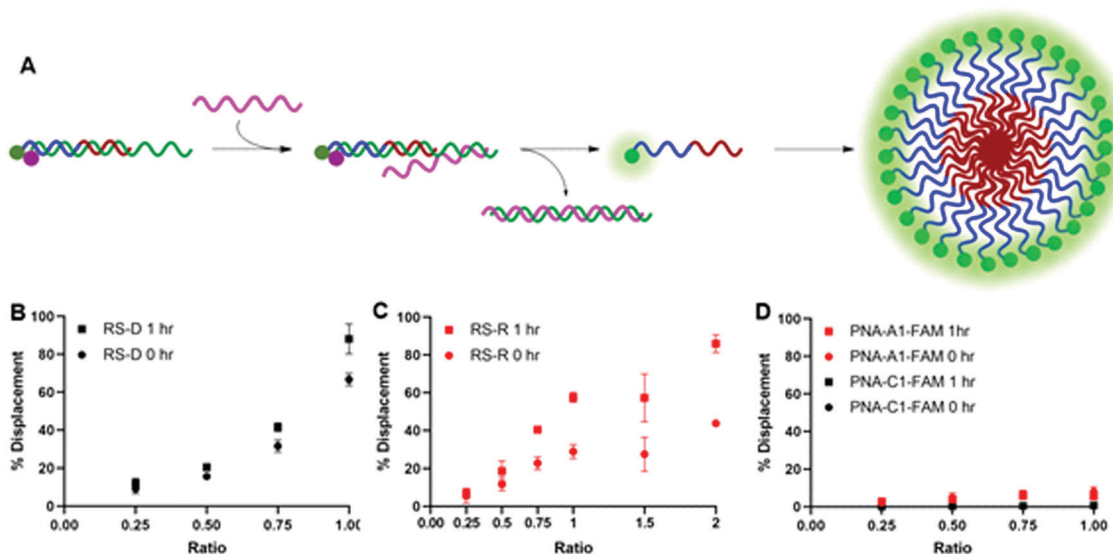 A
B
RS-D 1 hr
RS-D 0 hr
% Displacement
100
80
60
40
20
0
0.00 0.25 0.50 0.75 1.00
Ratio
C
RS-R 1 hr
RS-R 0 hr
% Displacement
100
80
60
40
20
0
0.00 0.25 0.5 0.75 1 1.5 2
Ratio
D
PNA-A1-FAM 1hr
PNA-A1-FAM 0 hr
PNA-C1-FAM 1 hr
PNA-C1-FAM 0 hr
% Displacement
100
80
60
40
20
0
0.00 0.25 0.50 0.75 1.00
Ratio